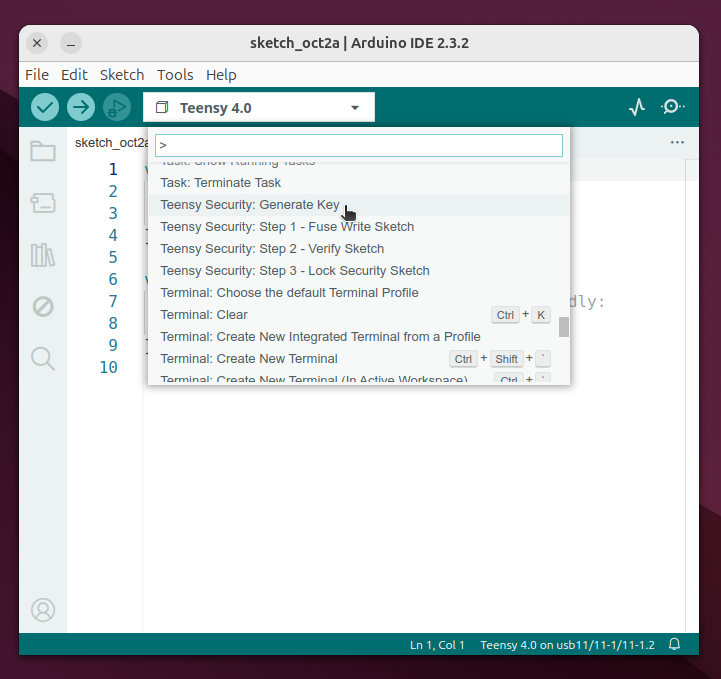 sketch_oct2a | Arduino IDE 2.3.2
File Edit Sketch Tools Help
Teensy 4.0
sketch_oct2a
>
Task: Show Running Tasks
Task: Terminate Task
Teensy Security: Generate Key
Teensy Security: Step 1 - Fuse Write Sketch
Teensy Security: Step 2 - Verify Sketch
Teensy Security: Step 3 - Lock Security Sketch
Terminal: Choose the default Terminal Profile
Terminal: Clear Ctrl + K
Terminal: Create New Integrated Terminal from a Profile
Terminal: Create New Terminal Ctrl + Shift + `
Terminal: Create New Terminal (In Active Workspace) Ctrl + `
1
2
3
4
5
6
7 dly:
8
9
10
Ln 1, Col 1 Teensy 4.0 on usb11/11-1/11-1.2